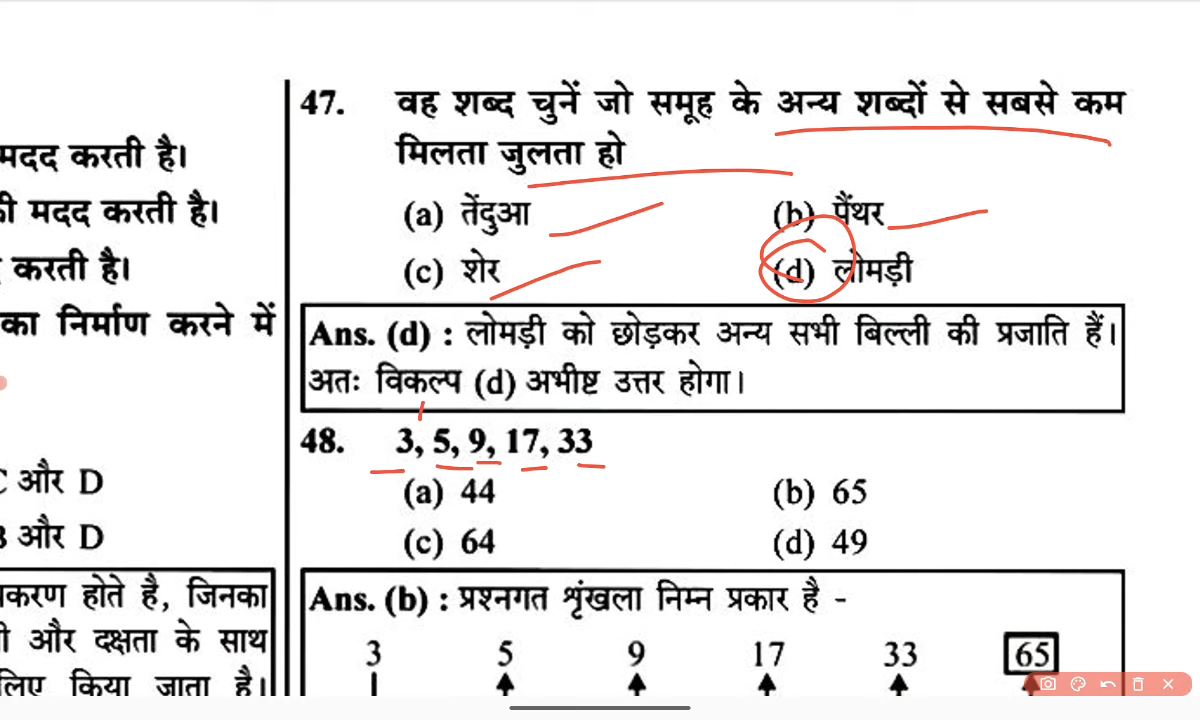 मदद करती है।
मदद करती है।
करती है।
का निर्माण करने में
और D
और D
होते है, जिनका
और दक्षता के साथ
लिए किया जाता है।
47. वह शब्द चुनें जो समूह के अन्य शब्दों से सबसे कम
मिलता जुलता हो
(a) तेंदुआ (b) पैंथर
(c) शेर (d) लोमड़ी
Ans. (d) : लोमड़ी को छोड़कर अन्य सभी बिल्ली की प्रजाति हैं।
अतः विकल्प (d) अभीष्ट उत्तर होगा।
48. 3, 5, 9, 17, 33
(a) 44 (b) 65
(c) 64 (d) 49
Ans. (b) : प्रश्नगत शृंखला निम्न प्रकार है -
3 5 9 17 33 65